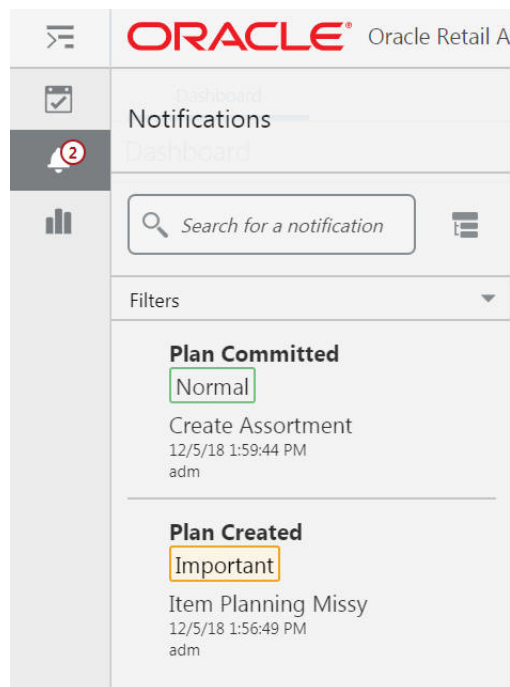 ORACLE® Oracle Retail A
Dashboard
Notifications
2
Dashboard
Search for a notification
Filters
Plan Committed
Normal
Create Assortment
12/5/18 1:59:44 PM
adm
Plan Created
Important
Item Planning Missy
12/5/18 1:56:49 PM
adm